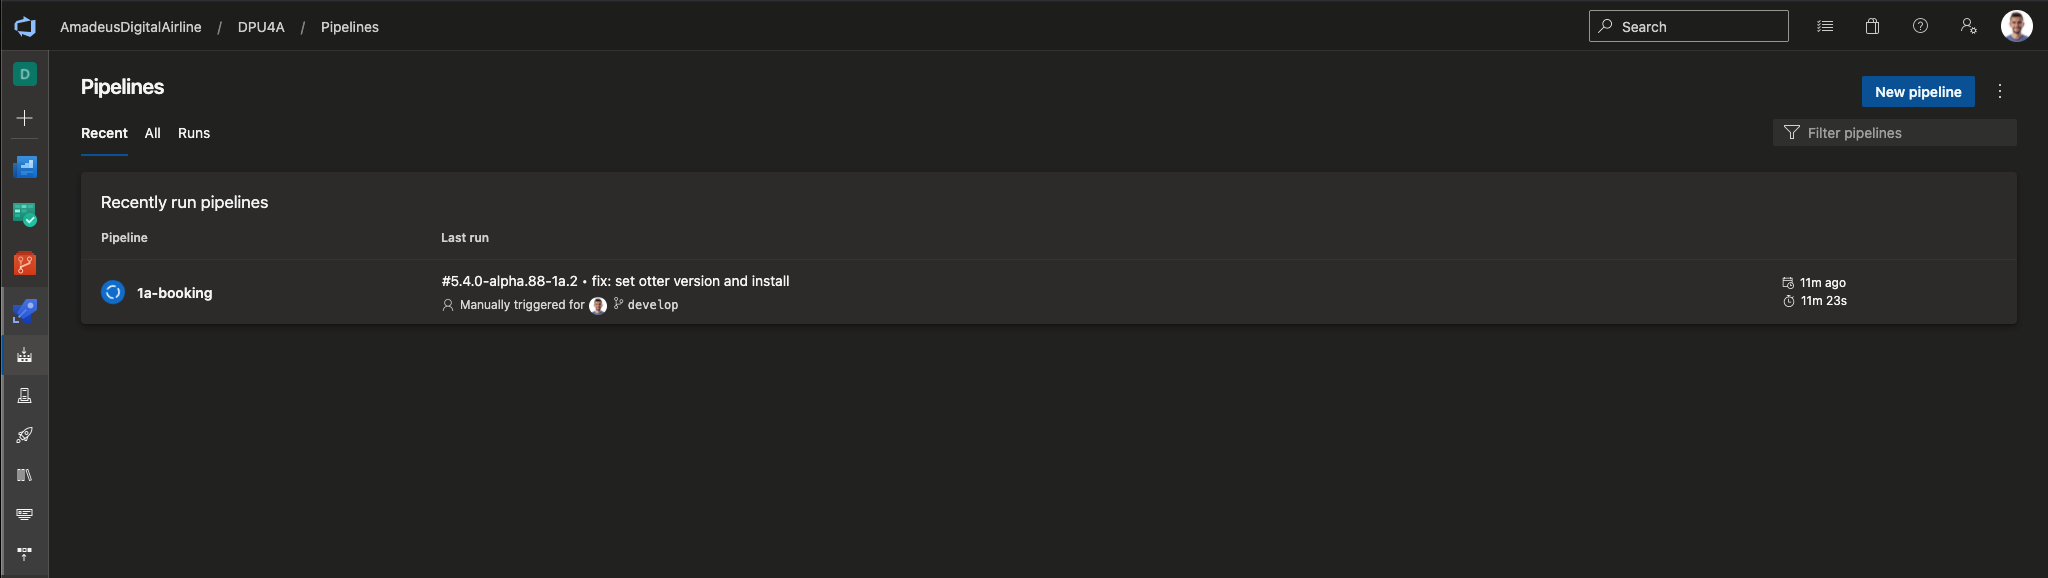 AmadeusDigitalAirline / DPU4A / Pipelines
Search
D
Pipelines
New pipeline
Recent All Runs
Filter pipelines
Recently run pipelines
Pipeline Last run
1a-booking
#5.4.0-alpha.88-1a.2 • fix: set otter version and install
Manually triggered for develop
11m ago
11m 23s